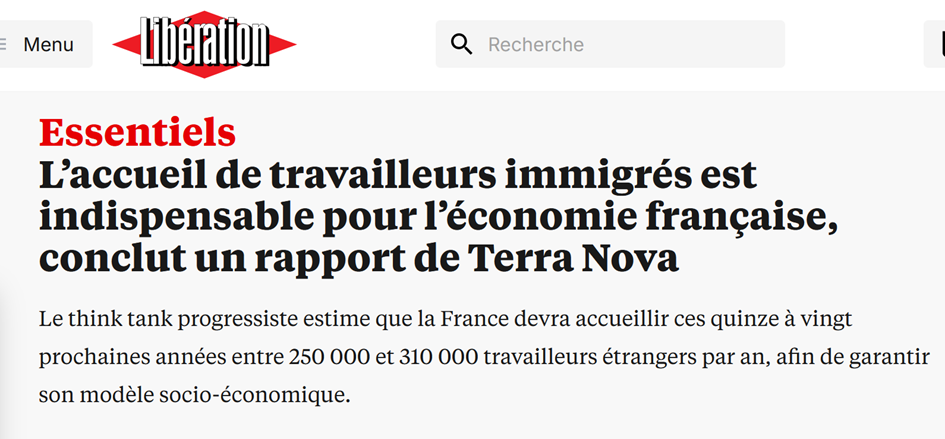 Menu
Libération
Recherche
Essentiels
L’accueil de travailleurs immigrés est
indispensable pour l’économie française,
conclut un rapport de Terra Nova
Le think tank progressiste estime que la France devra accueillir ces quinze à vingt
prochaines années entre 250 000 et 310 000 travailleurs étrangers par an, afin de garantir
son modèle socio-économique.